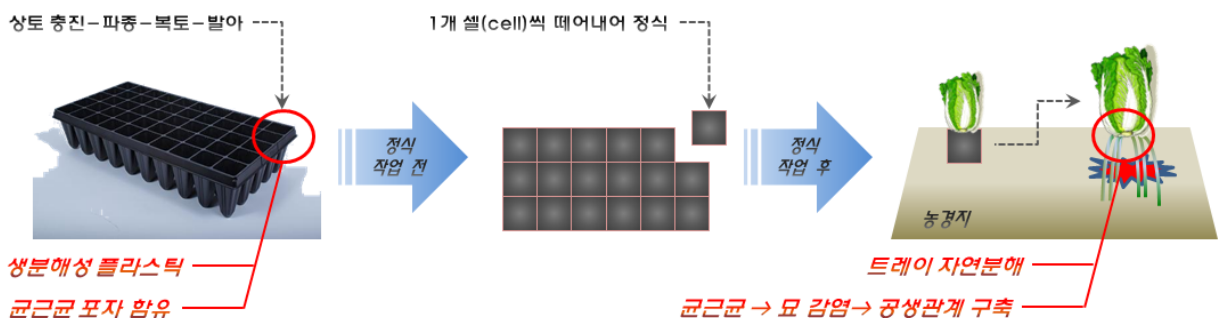 상토 충진-파종-복토-발아
1개 셀(cell)씩 떼어내어 정식
정식
작업 전
정식
작업 후
농경지
생분해성 플라스틱
트레이 자연분해
균근균 포자 함유
균근균 → 묘 감염→ 공생관계 구축